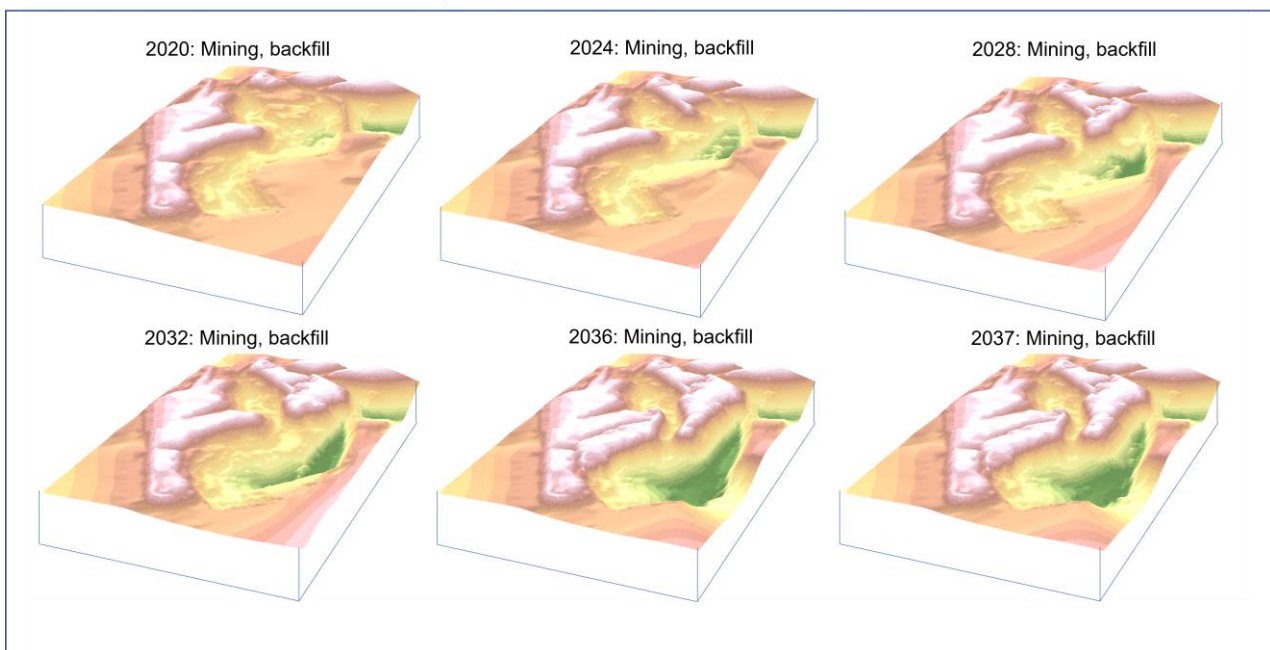 2020: Mining, backfill
2024: Mining, backfill
2028: Mining, backfill
2032: Mining, backfill
2036: Mining, backfill
2037: Mining, backfill